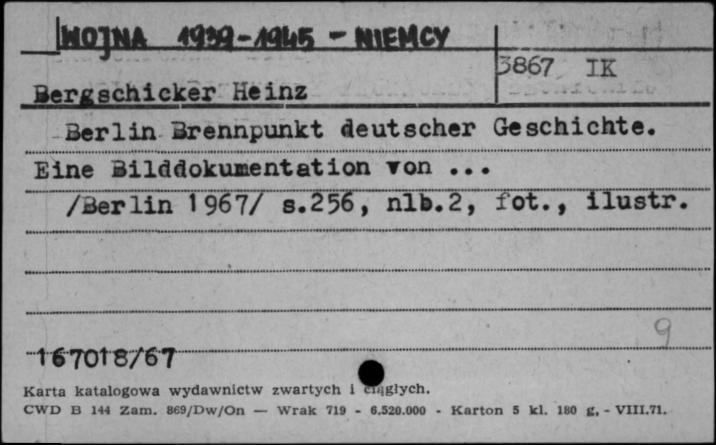 WOJNA 1939-1945 - NIEMCY
3867 IK
Bergschicker Heinz
Berlin Brennpunkt deutscher Geschichte.
Eine Bilddokumentation von ...
/Berlin 1967/ s.256, nlb.2, fot., ilustr.
9
167018/67
Karta katalogowa wydawnictw zwartych i ciągłych.
CWD B 144 Zam. 869/Dw/On — Wrak 719 - 6.520.000 - Karton 5 kl. 180 g. - VIII.71.